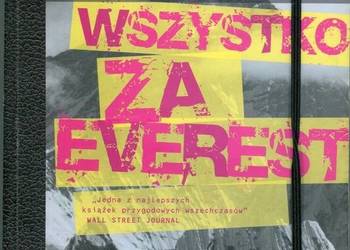 WSZYSTKO
ZA
EVEREST
„Jedna z najlepszych
książek przygodowych wszechczasów”
WALL STREET JOURNAL